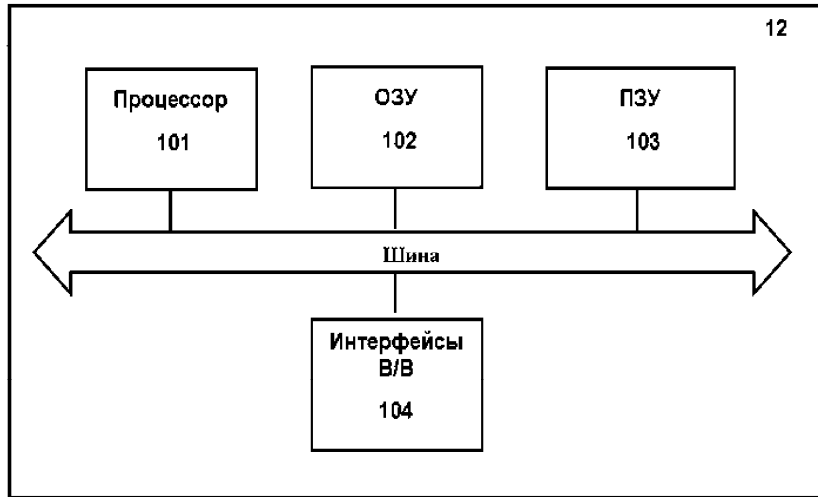 12
Процессор
101
ОЗУ
102
ПЗУ
103
Шина
Интерфейсы
В/В
104